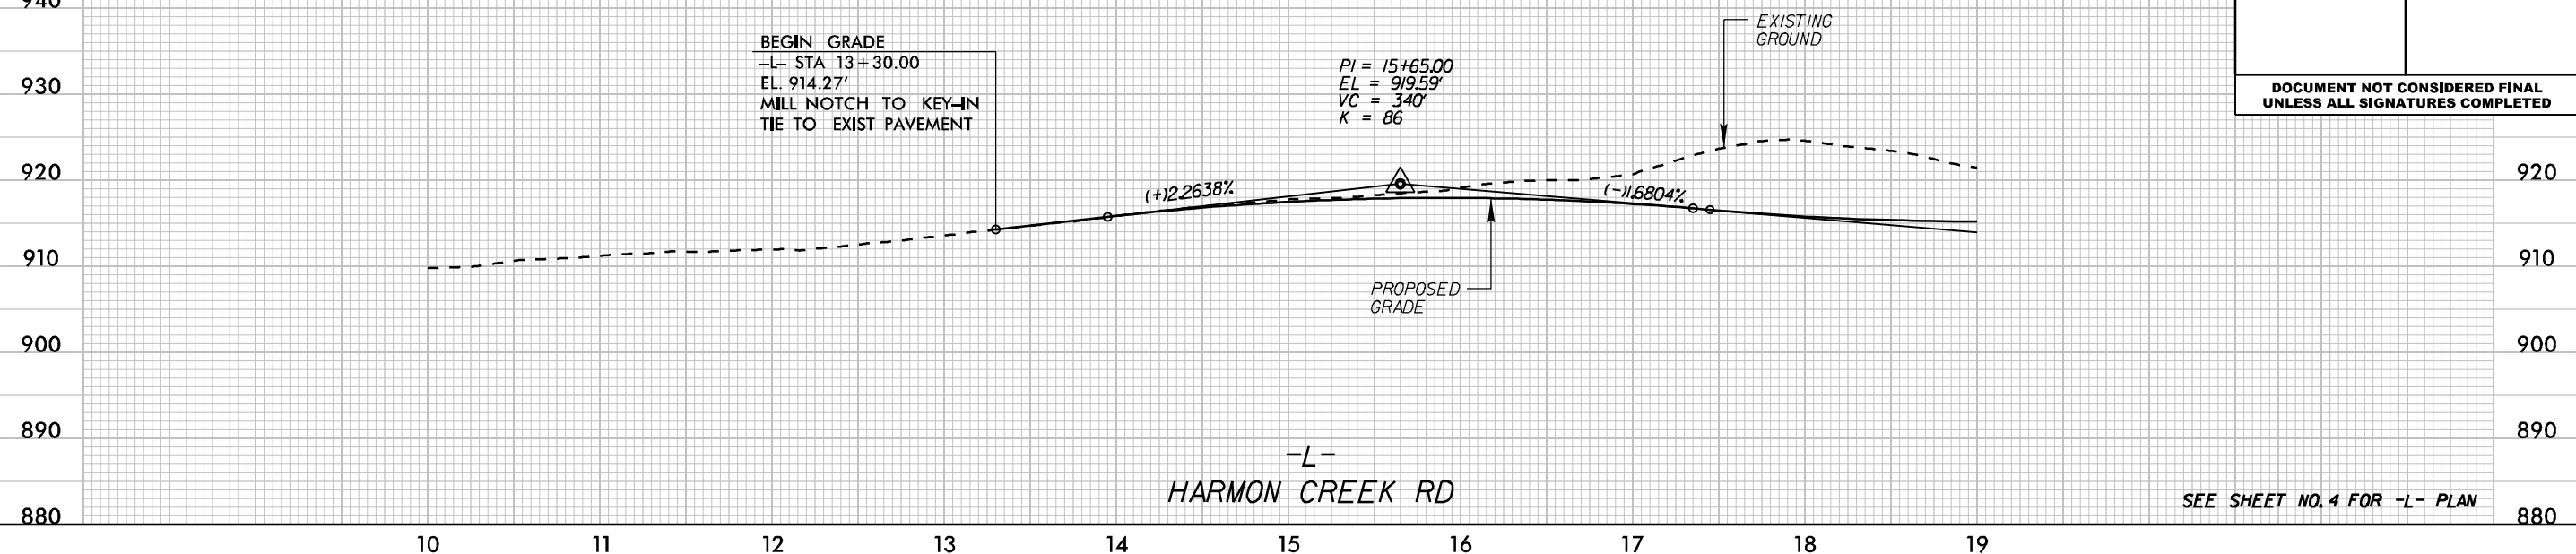 940
BEGIN GRADE
-L- STA 13+30.00
EL. 914.27'
MILL NOTCH TO KEY-IN
TIE TO EXIST PAVEMENT
PI = 15+65.00
EL = 919.59'
VC = 340'
K = 86
EXISTING
GROUND
DOCUMENT NOT CONSIDERED FINAL
UNLESS ALL SIGNATURES COMPLETED
930
920
(+)2.2638%
(-)1.6804%
920
910
PROPOSED
GRADE
910
900
900
890
890
-L-
HARMON CREEK RD
SEE SHEET NO. 4 FOR -L- PLAN
880
880
10 11 12 13 14 15 16 17 18 19